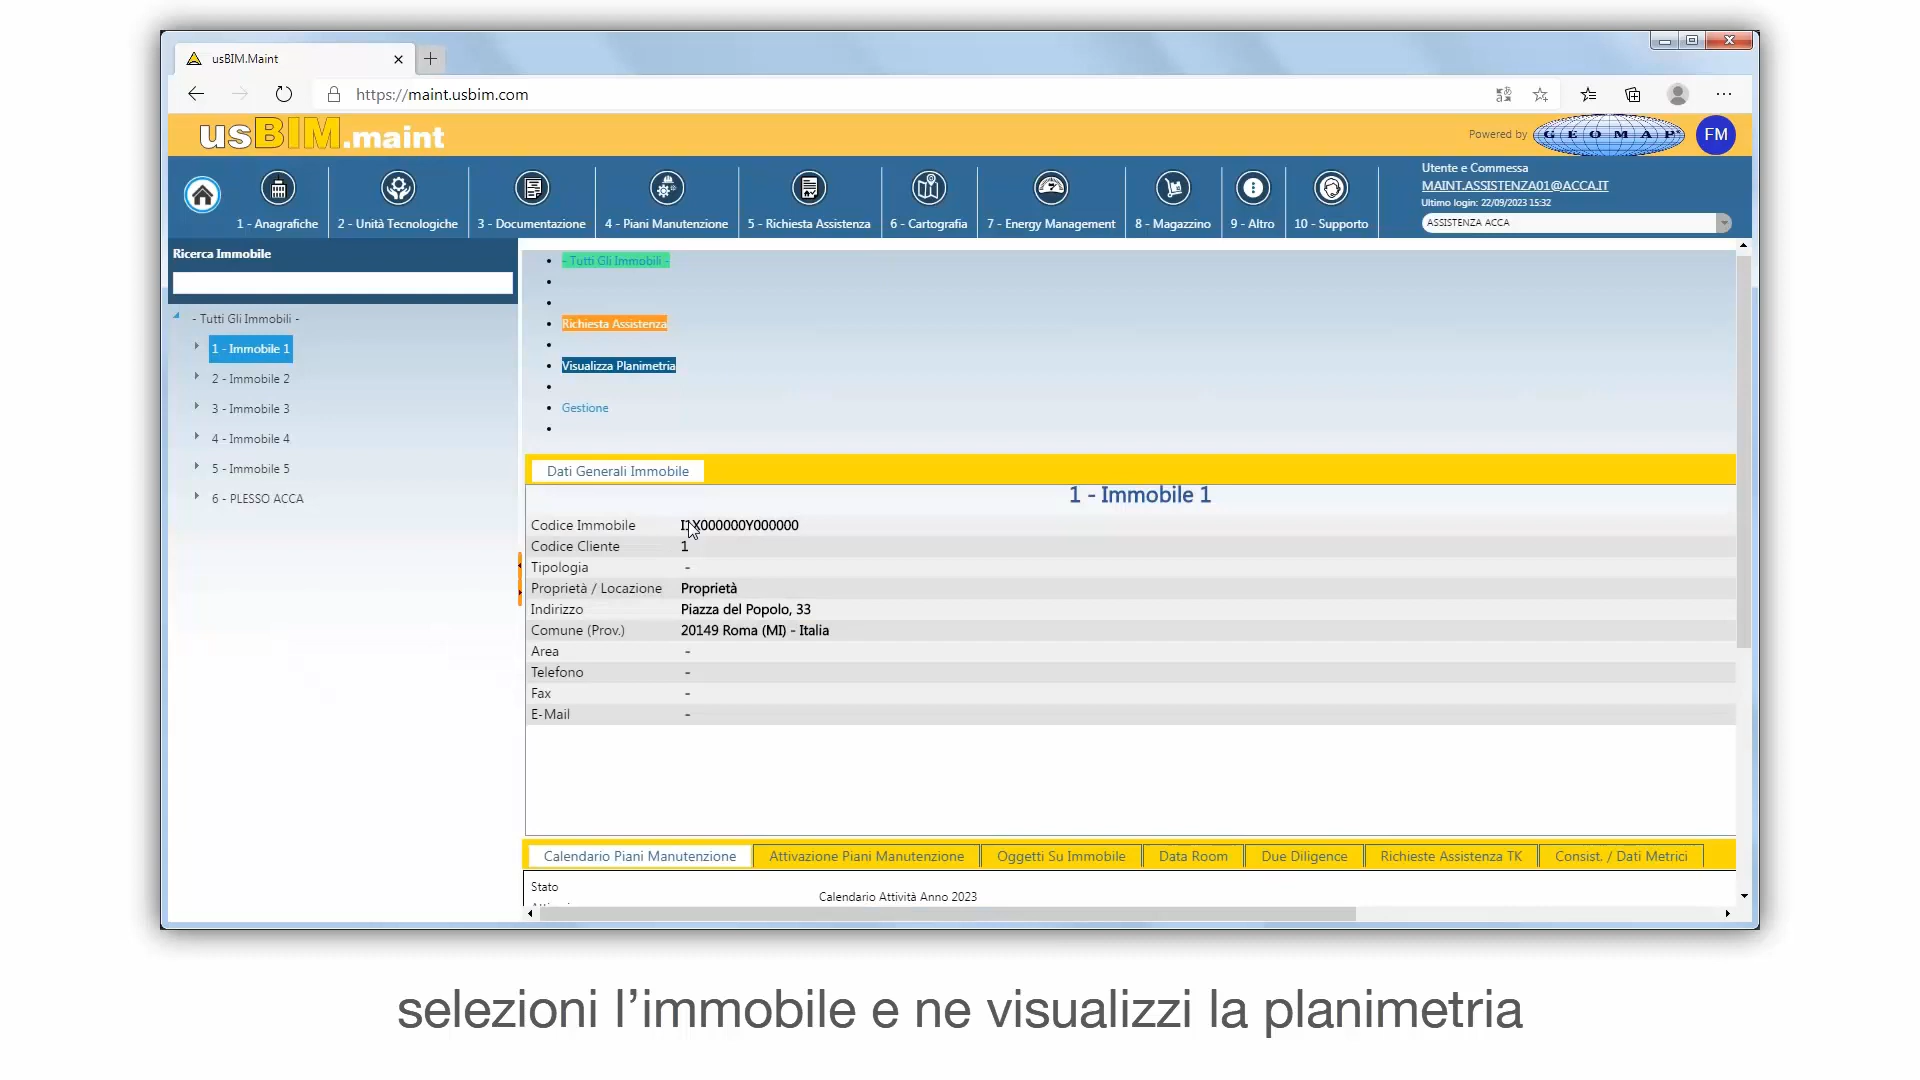 usBIM.Maint
https://maint.usbim.com
usBIM.maint
Powered by GEOMAP FM
Utente e Commessa
MAINT.ASSISTENZA01@ACCA.IT
Ultimo login: 22/09/2023 15:32
ASSISTENZA ACCA
1 - Anagrafiche 2 - Unità Tecnologiche 3 - Documentazione 4 - Piani Manutenzione 5 - Richiesta Assistenza 6 - Cartografia 7 - Energy Management 8 - Magazzino 9 - Altro 10 - Supporto
Ricerca Immobile
- Tutti Gli Immobili -
1 - Immobile 1
2 - Immobile 2
3 - Immobile 3
4 - Immobile 4
5 - Immobile 5
6 - PLESSO ACCA
- Tutti Gli Immobili -
Richiesta Assistenza
Visualizza Planimetria
Gestione
Dati Generali Immobile
1 - Immobile 1
Codice Immobile
Codice Cliente 1
Tipologia -
Proprietà / Locazione Proprietà
Indirizzo Piazza del Popolo, 33
Comune (Prov.) 20149 Roma (MI) - Italia
Area -
Telefono -
Fax -
E-Mail -
Calendario Piani Manutenzione Attivazione Piani Manutenzione Oggetti Su Immobile Data Room Due Diligence Richieste Assistenza TK Consist. / Dati Metrici
Stato
Calendario Attività Anno 2023
selezioni l’immobile e ne visualizzi la planimetria